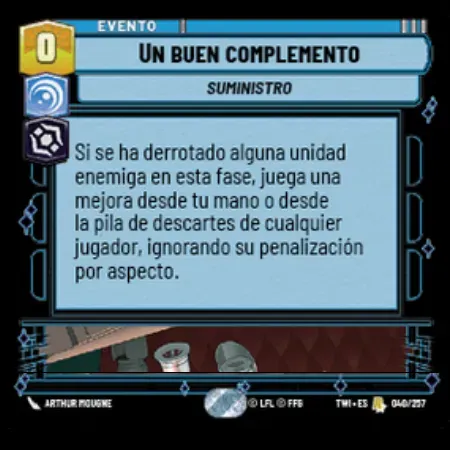 EVENTO
0
UN BUEN COMPLEMENTO
SUMINISTRO
Si se ha derrotado alguna unidad
enemiga en esta fase, juega una
mejora desde tu mano o desde
la pila de descartes de cualquier
jugador, ignorando su penalización
por aspecto.
ARTHUR MOUGNE © LFL © FFG TWI • ES 040/257